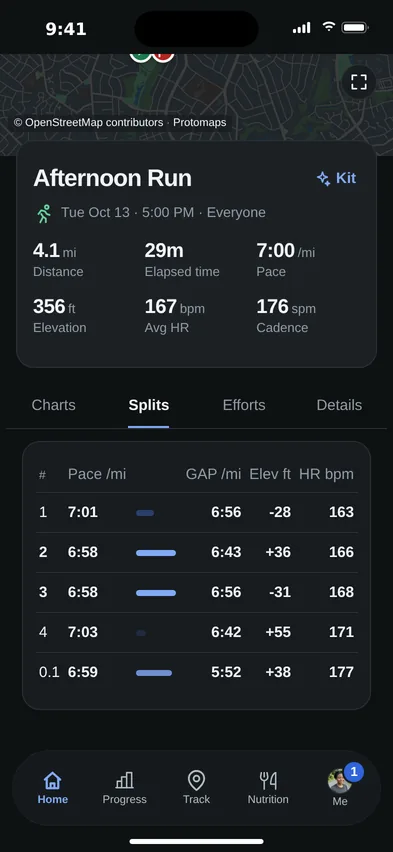 9:41
© OpenStreetMap contributors · Protomaps
Afternoon Run
Kit
Tue Oct 13 · 5:00 PM · Everyone
4.1 mi 29m 7:00 /mi
Distance Elapsed time Pace
356 ft 167 bpm 176 spm
Elevation Avg HR Cadence
Charts Splits Efforts Details
# Pace /mi GAP /mi Elev ft HR bpm
1 7:01 6:56 -28 163
2 6:58 6:43 +36 166
3 6:58 6:56 -31 168
4 7:03 6:42 +55 171
0.1 6:59 5:52 +38 177
1
Home Progress Track Nutrition Me